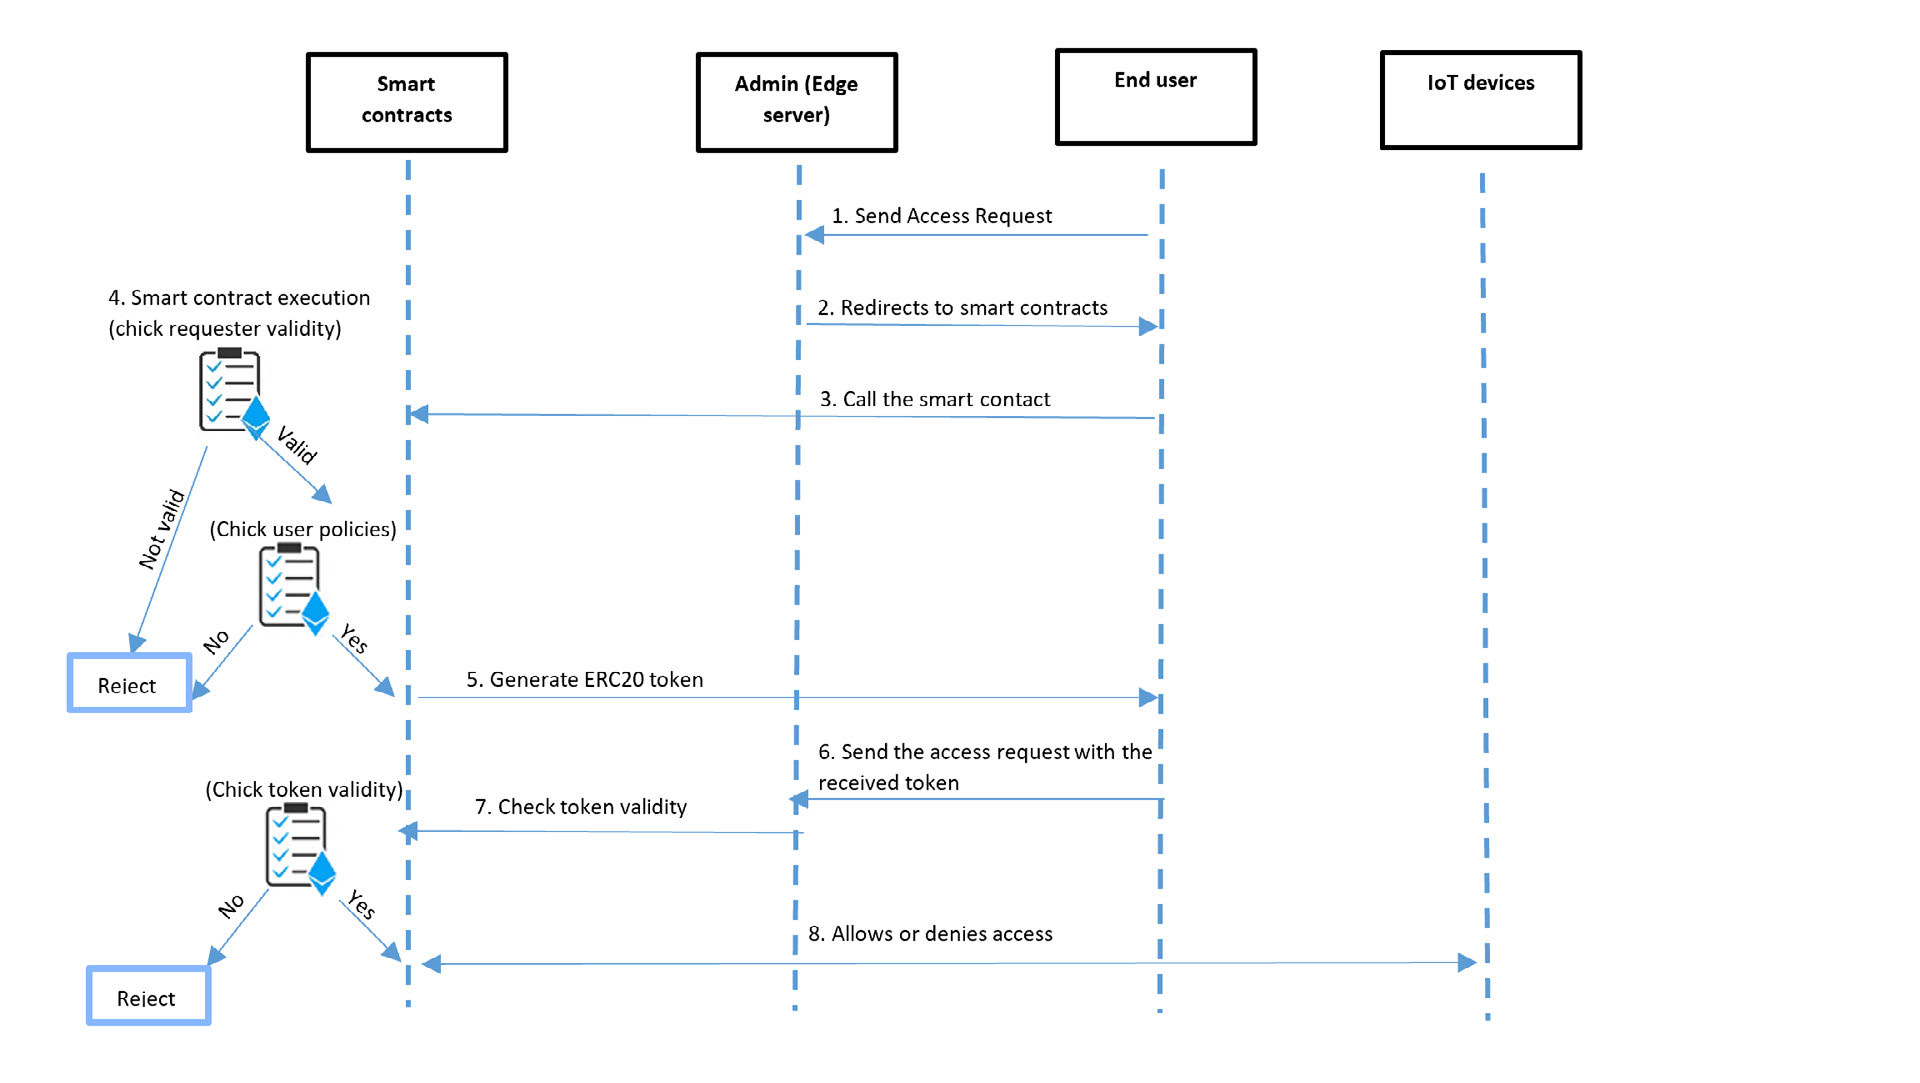 Smart
contracts
Admin (Edge
server)
End user
IoT devices
1. Send Access Request
2. Redirects to smart contracts
3. Call the smart contact
4. Smart contract execution
(chick requester validity)
Valid
Not valid
(Chick user policies)
No
Yes
Reject
5. Generate ERC20 token
6. Send the access request with the
received token
7. Check token validity
(Chick token validity)
No
Yes
8. Allows or denies access
Reject